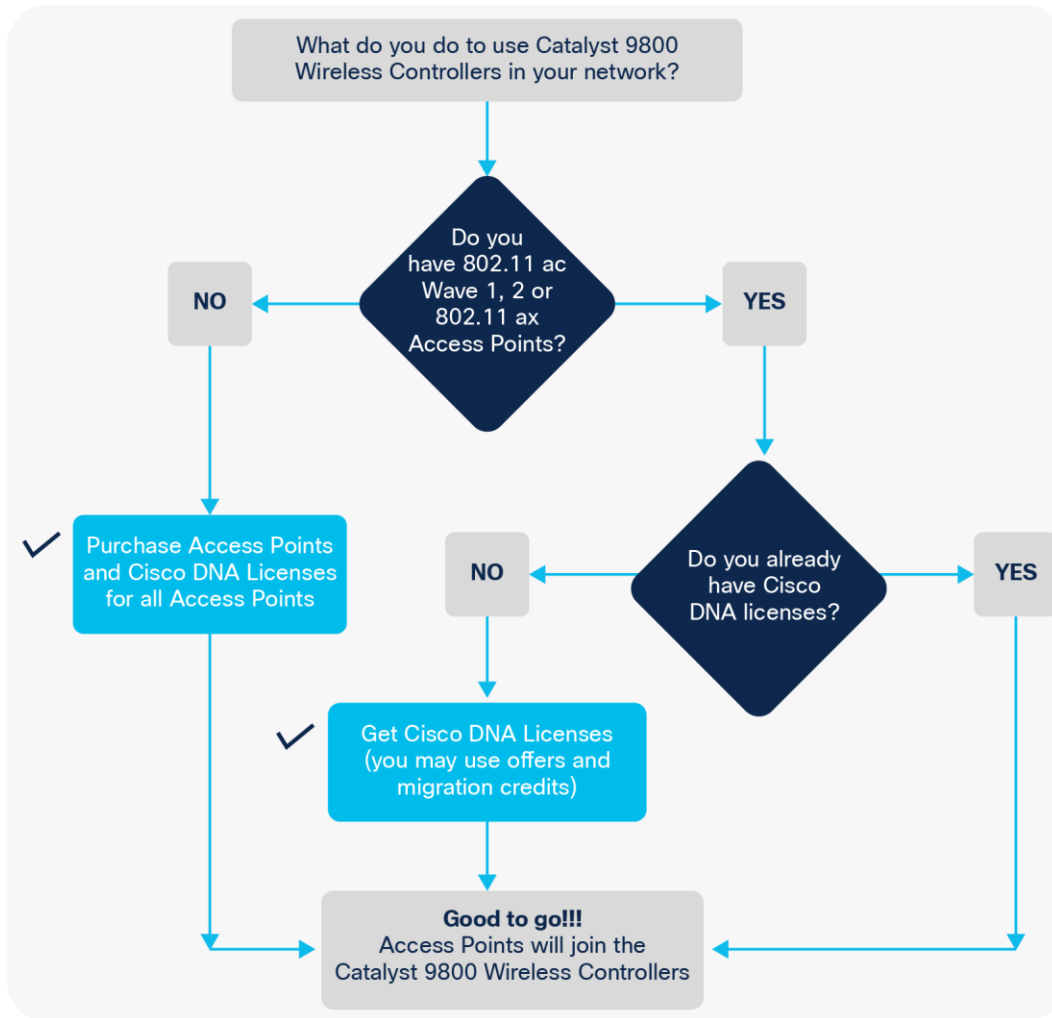 What do you do to use Catalyst 9800
Wireless Controllers in your network?
Do you
have 802.11 ac
Wave 1, 2 or
802.11 ax
Access Points?
NO
YES
Purchase Access Points
and Cisco DNA Licenses
for all Access Points
NO
Do you already
have Cisco
DNA licenses?
YES
Get Cisco DNA Licenses
(you may use offers and
migration credits)
Good to go!!!
Access Points will join the
Catalyst 9800 Wireless Controllers